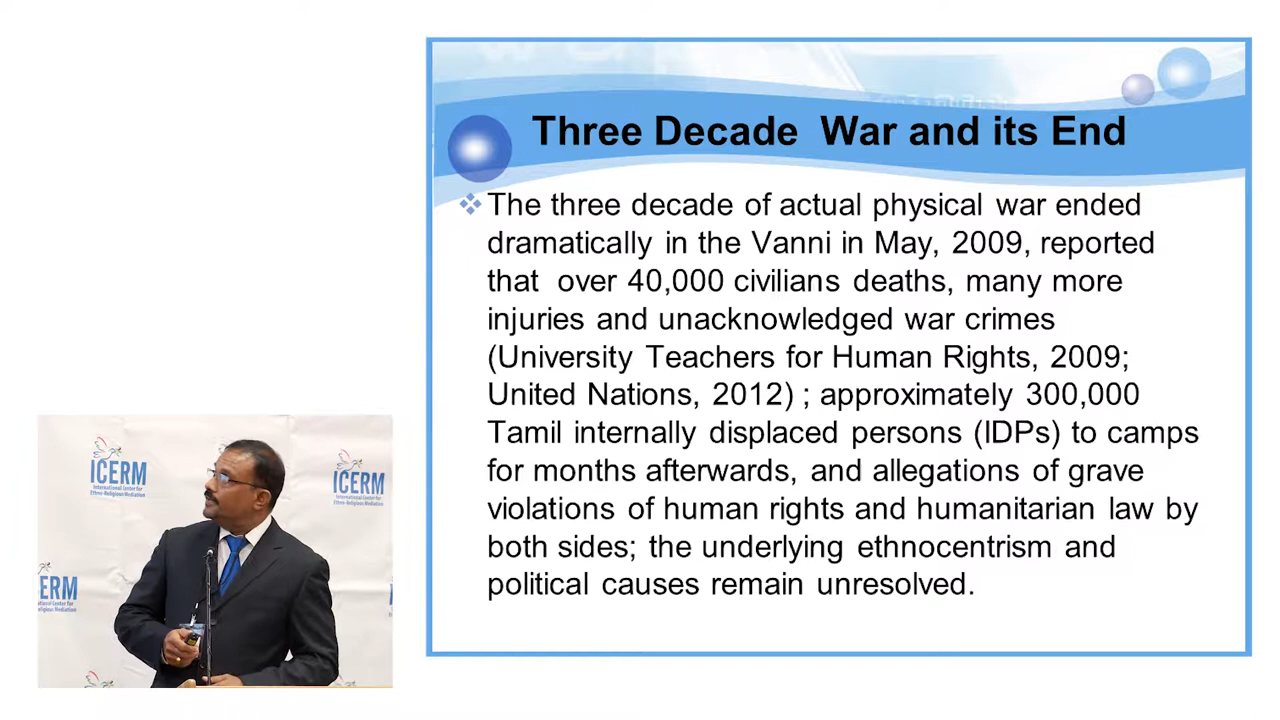 Three Decade War and its End
The three decade of actual physical war ended
dramatically in the Vanni in May, 2009, reported
that over 40,000 civilians deaths, many more
injuries and unacknowledged war crimes
(University Teachers for Human Rights, 2009;
United Nations, 2012) ; approximately 300,000
Tamil internally displaced persons (IDPs) to camps
for months afterwards, and allegations of grave
violations of human rights and humanitarian law by
both sides; the underlying ethnocentrism and
political causes remain unresolved.
ICERM
International Center for
Ethno-Religious Mediation
ICERM
International Center for
Ethno-Religious Mediation
ERM